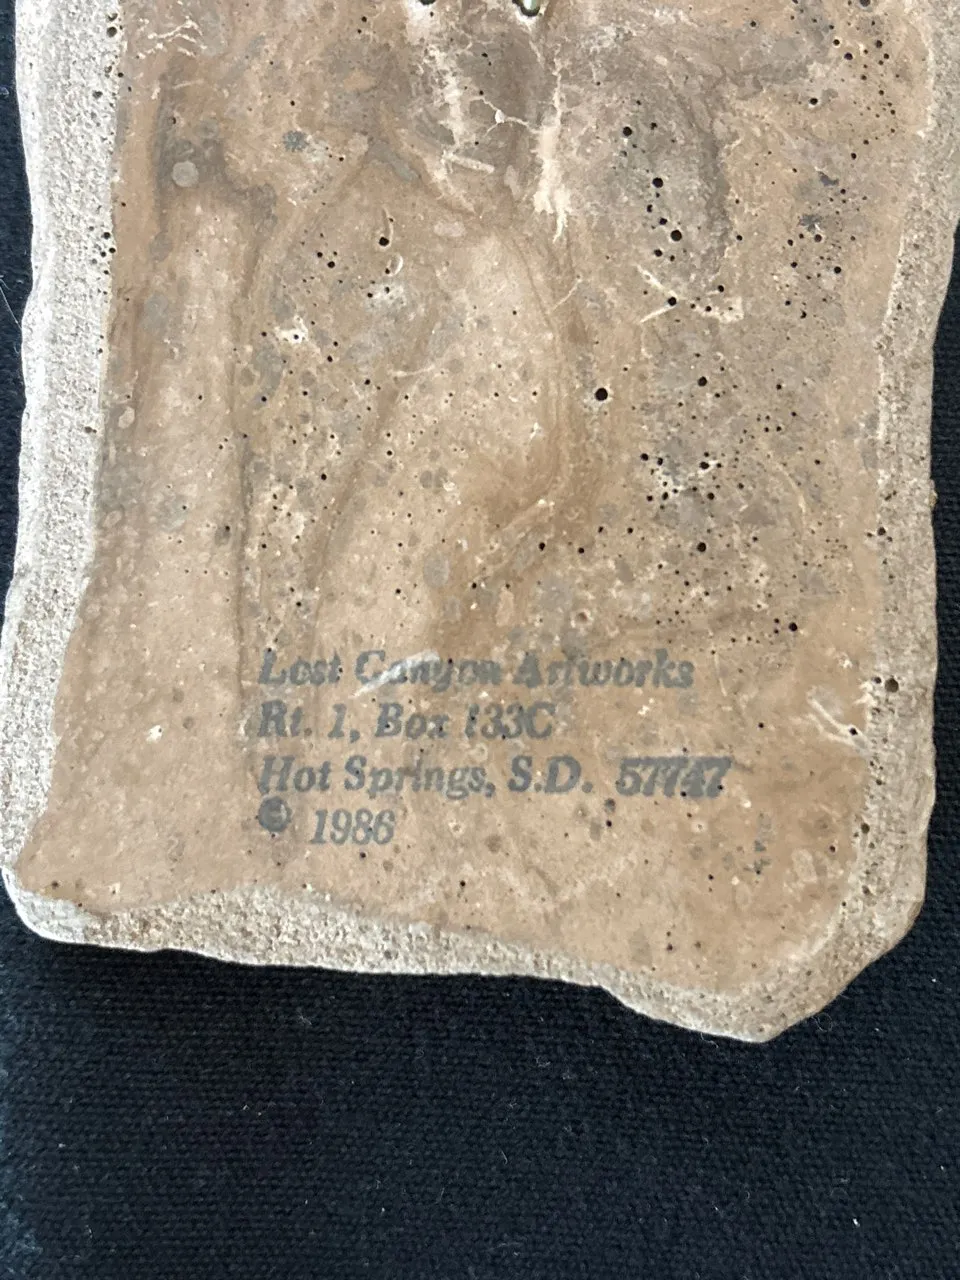 Lost Canyon Artworks
Rt. 1, Box 133C
Hot Springs, S.D. 57747
© 1986